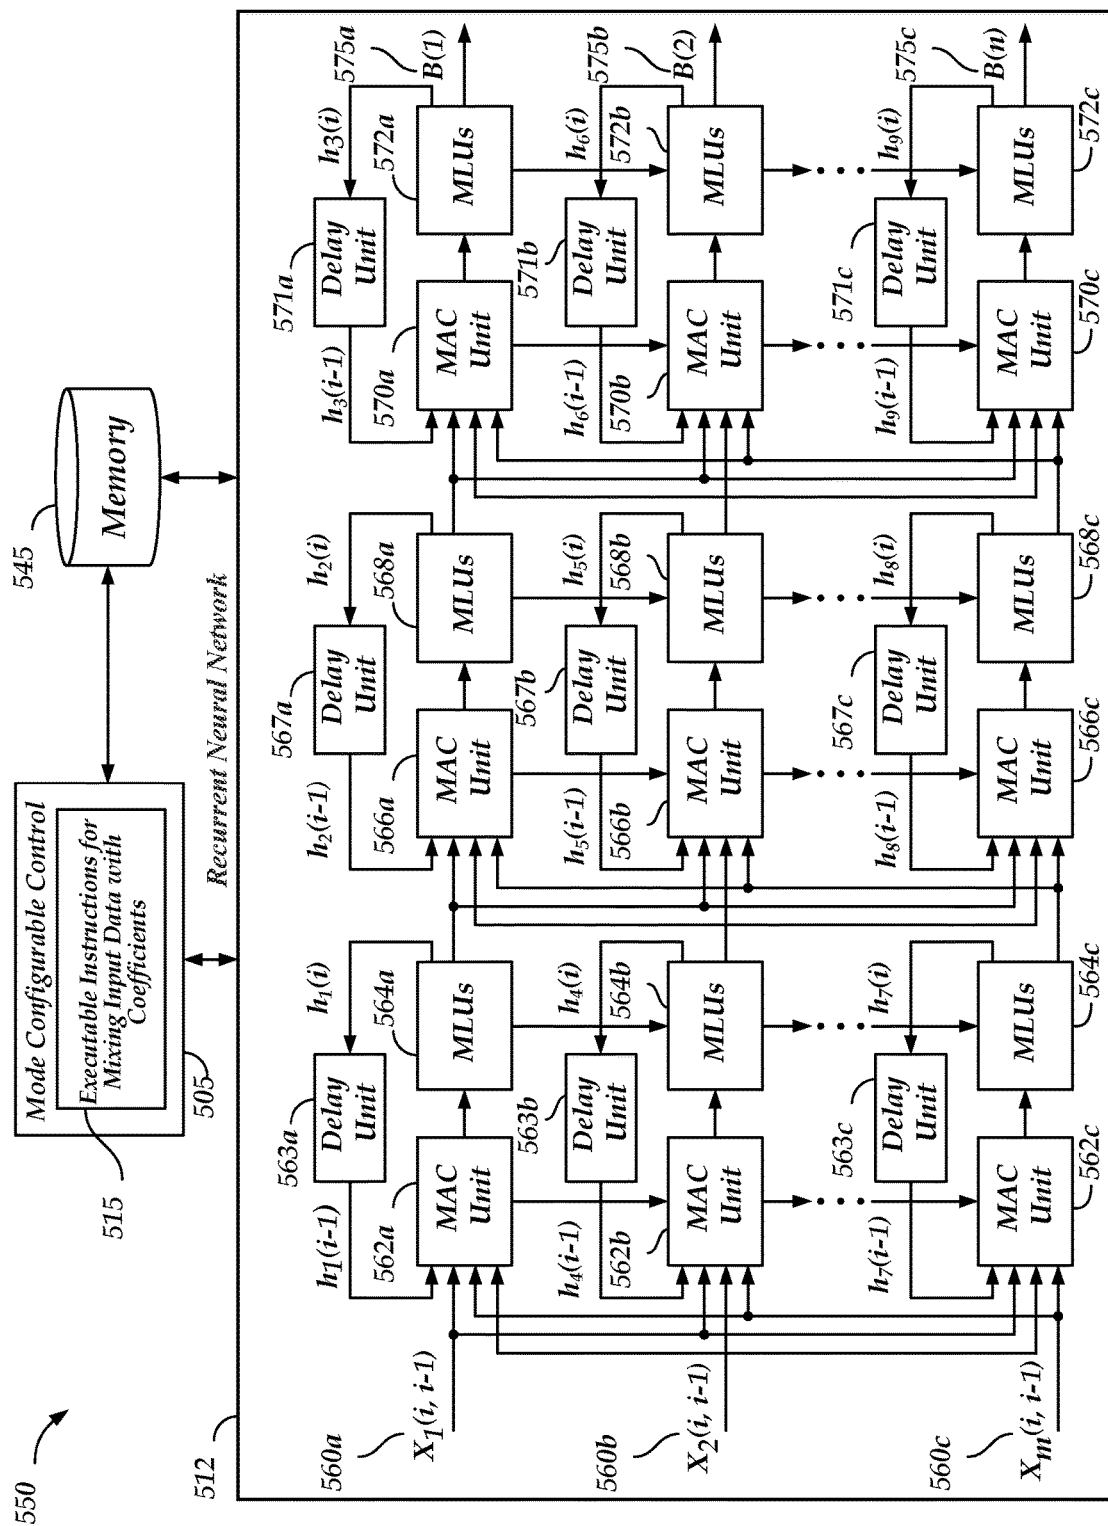 550
Mode Configurable Control
Executable Instructions for
Mixing Input Data with
Coefficients
515
505
545
Memory
512
Recurrent Neural Network
560a
X1(i, i-1)
h1(i-1)
562a
MAC
Unit
563a
Delay
Unit
h1(i)
564a
MLUs
h2(i-1)
566a
MAC
Unit
567a
Delay
Unit
h2(i)
568a
MLUs
h3(i-1)
570a
MAC
Unit
571a
Delay
Unit
h3(i)
572a
MLUs
575a
B(1)
560b
X2(i, i-1)
h4(i-1)
562b
MAC
Unit
563b
Delay
Unit
h4(i)
564b
MLUs
h5(i-1)
566b
MAC
Unit
567b
Delay
Unit
h5(i)
568b
MLUs
h6(i-1)
570b
MAC
Unit
571b
Delay
Unit
h6(i)
572b
MLUs
575b
B(2)
560c
Xm(i, i-1)
h7(i-1)
562c
MAC
Unit
563c
Delay
Unit
h7(i)
564c
MLUs
h8(i-1)
566c
MAC
Unit
567c
Delay
Unit
h8(i)
568c
MLUs
h9(i-1)
570c
MAC
Unit
571c
Delay
Unit
h9(i)
572c
MLUs
575c
B(n)